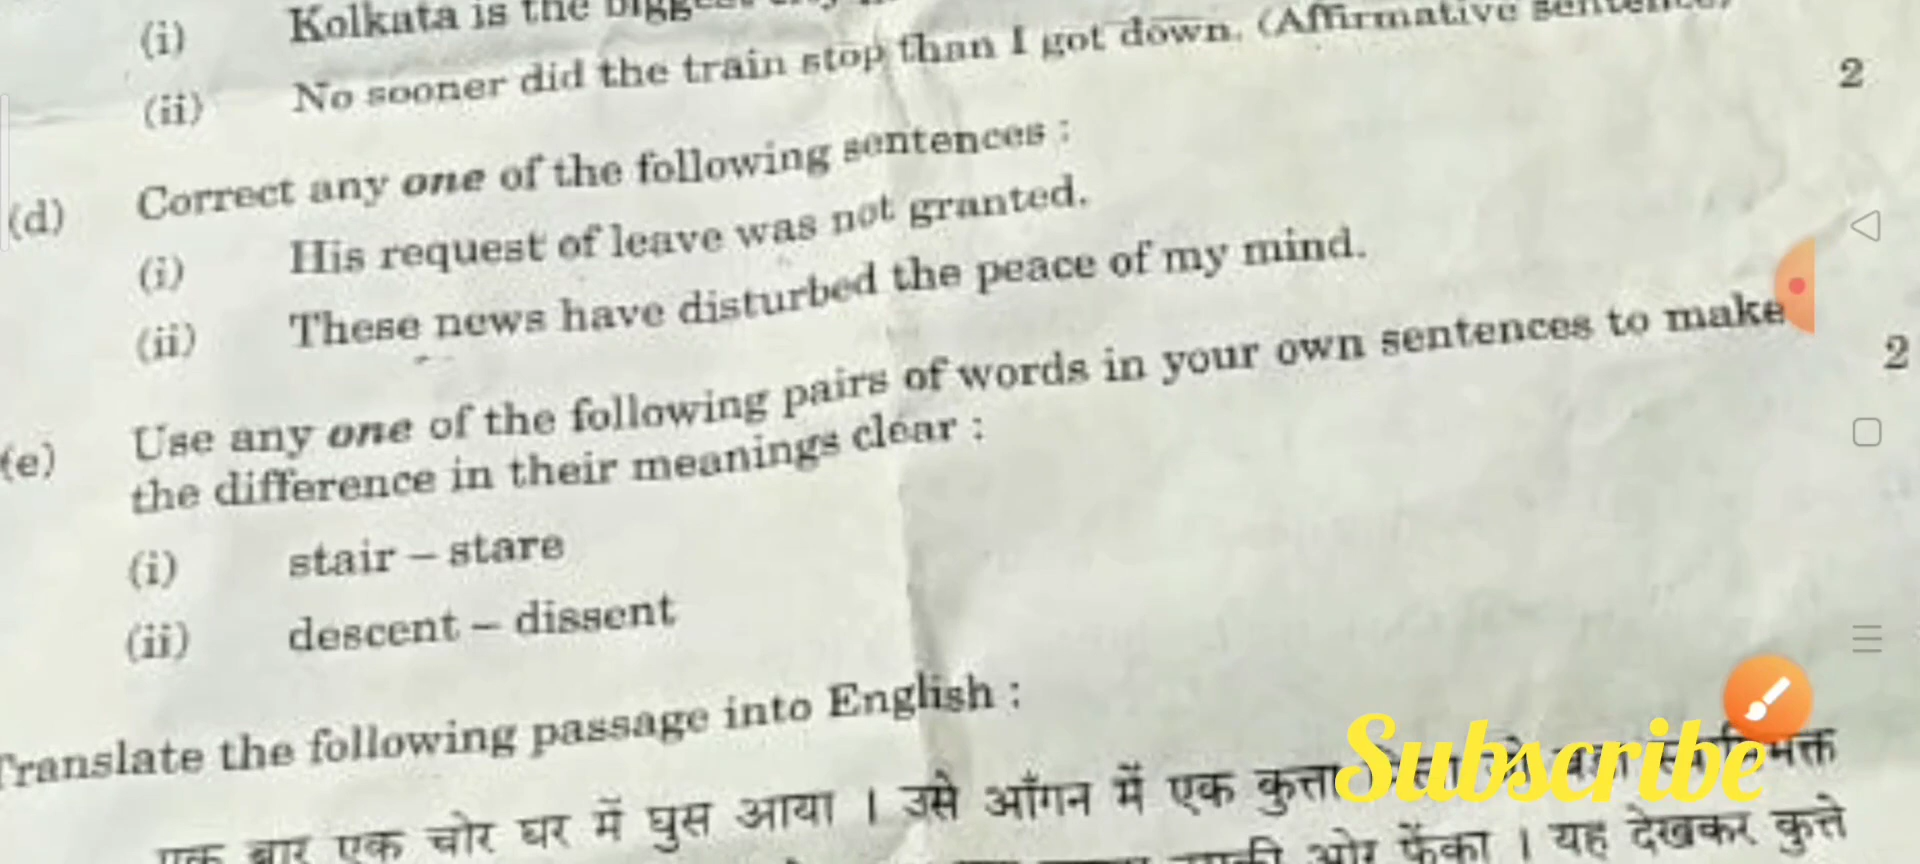 (i) Kolkata is the biggest
(ii) No sooner did the train stop than I got down. (Affirmative sentence)
2
(d) Correct any one of the following sentences :
(i) His request of leave was not granted.
(ii) These news have disturbed the peace of my mind.
(e) Use any one of the following pairs of words in your own sentences to make
the difference in their meanings clear :
2
(i) stair – stare
(ii) descent – dissent
Translate the following passage into English :
एक बार एक चोर घर में घुस आया । उसे आँगन में एक कुत्ता
Subscribe
ओर फेंका । यह देखकर कुत्ते